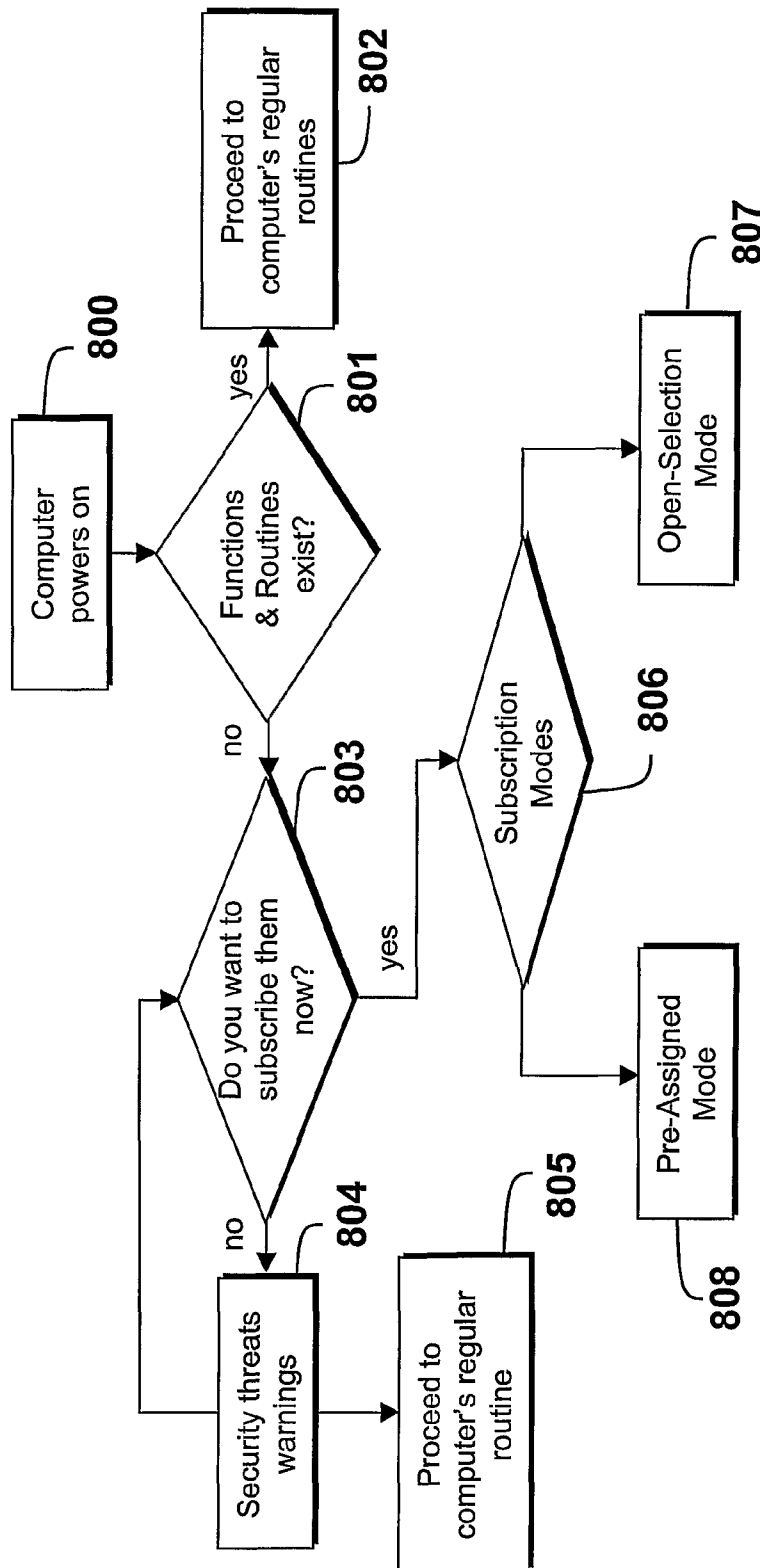 Computer
powers on
800
Functions
& Routines
exist?
801
yes
Proceed to
computer's regular
routines
802
no
Do you want to
subscribe them
now?
803
no
Security threats
warnings
804
Proceed to
computer's regular
routine
805
yes
Subscription
Modes
806
Open-Selection
Mode
807
Pre-Assigned
Mode
808